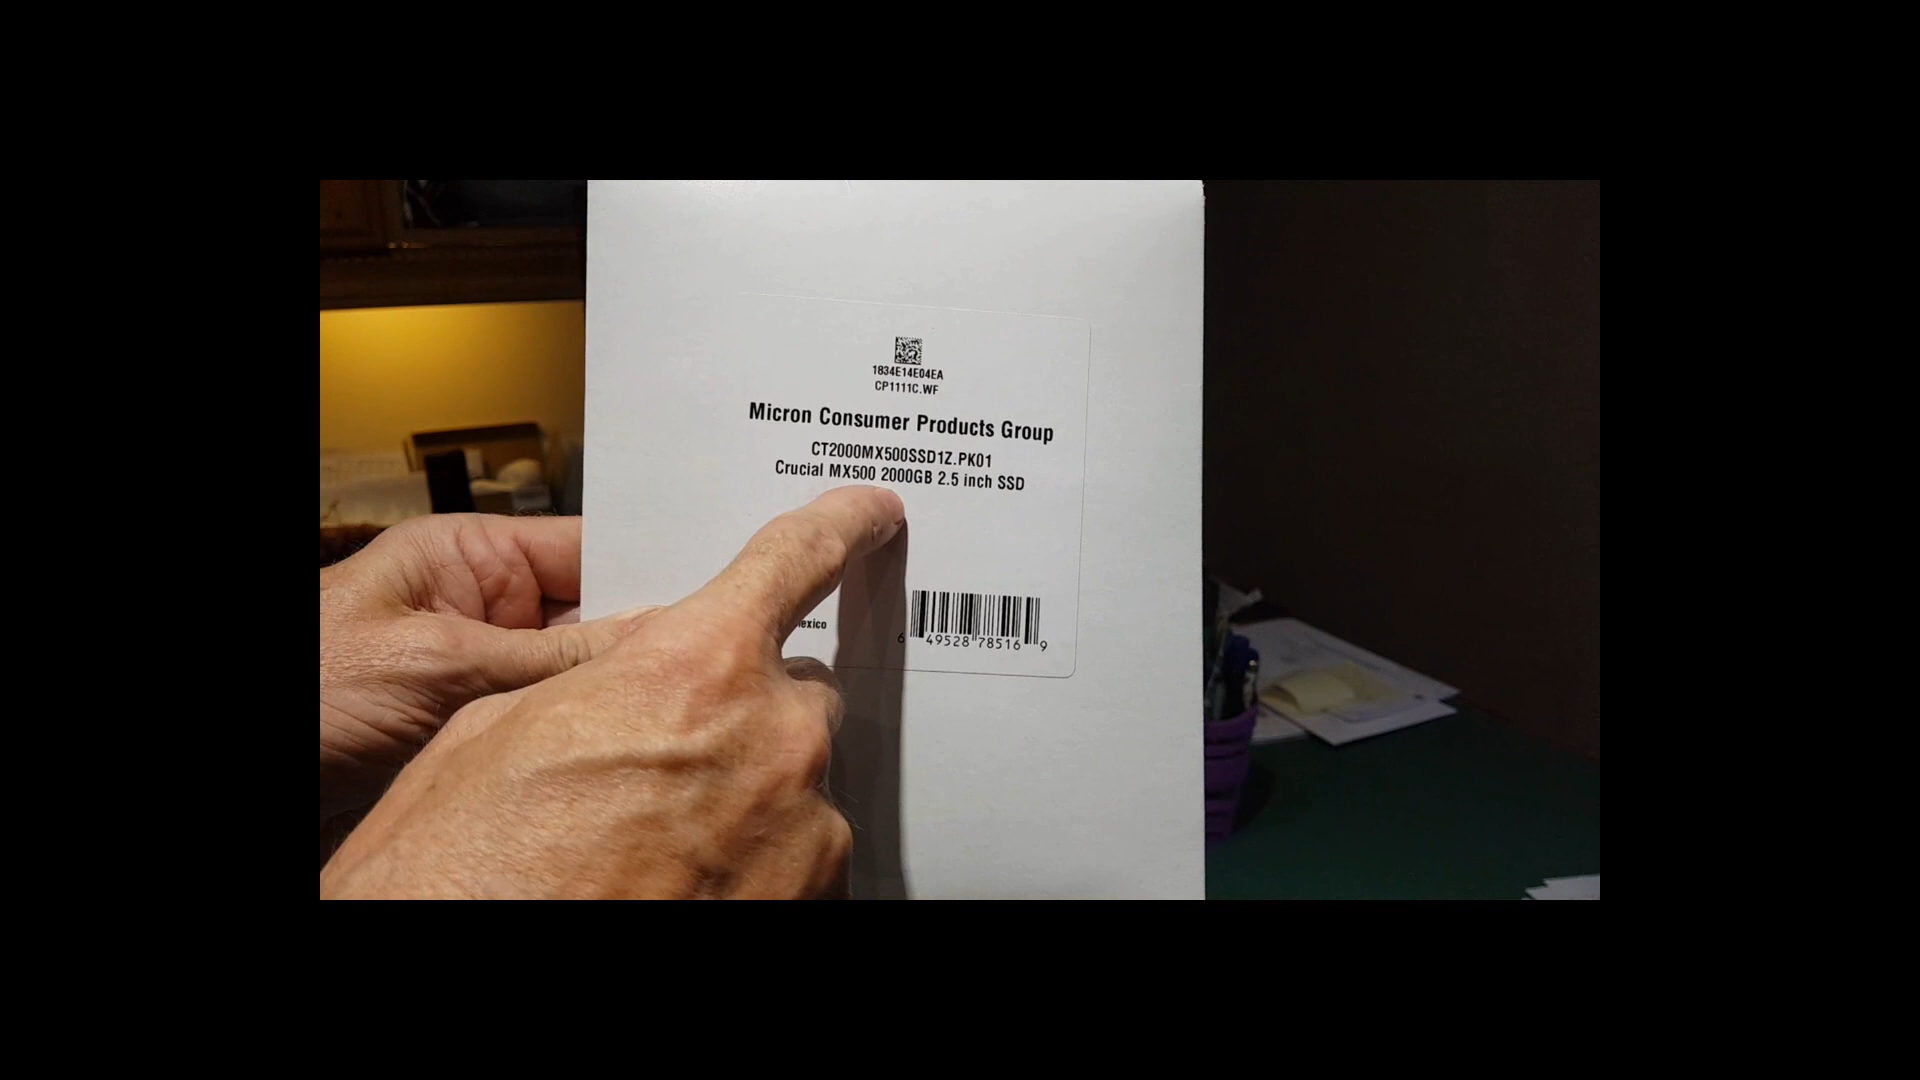 1834E14E04EA
CP1111C.WF
Micron Consumer Products Group
CT2000MX500SSD1Z.PK01
Crucial MX500 2000GB 2.5 inch SSD
6 49528 78516 9